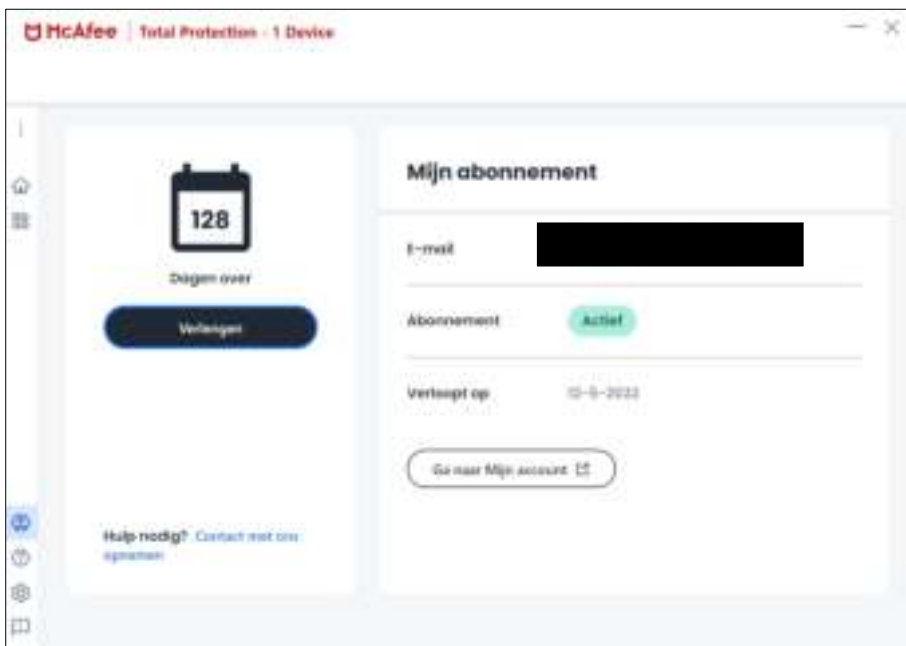 McAfee | Total Protection - 1 Device
128
Dagen over
Verlengen
Hulp nodig? Contact met ons
opnemen
Mijn abonnement
E-mail
Abonnement Actief
Verloopt op
Ga naar Mijn account